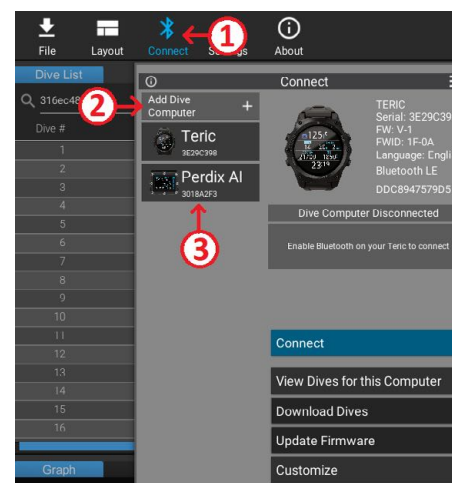 File Layout Connect Settings About
1
Dive List
Connect
316ec48
2
Add Dive
Computer +
Dive #
Teric
3E29C398
Perdix AI
3018A2F3
3
TERIC
Serial: 3E29C39
FW: V-1
FWID: 1F-0A
Language: Engli
Bluetooth LE
DDC8947579D5
Dive Computer Disconnected
Enable Bluetooth on your Teric to connect
1
2
3
4
5
6
7
8
9
10
11
12
13
14
15
16
Connect
View Dives for this Computer
Download Dives
Update Firmware
Customize
Graph